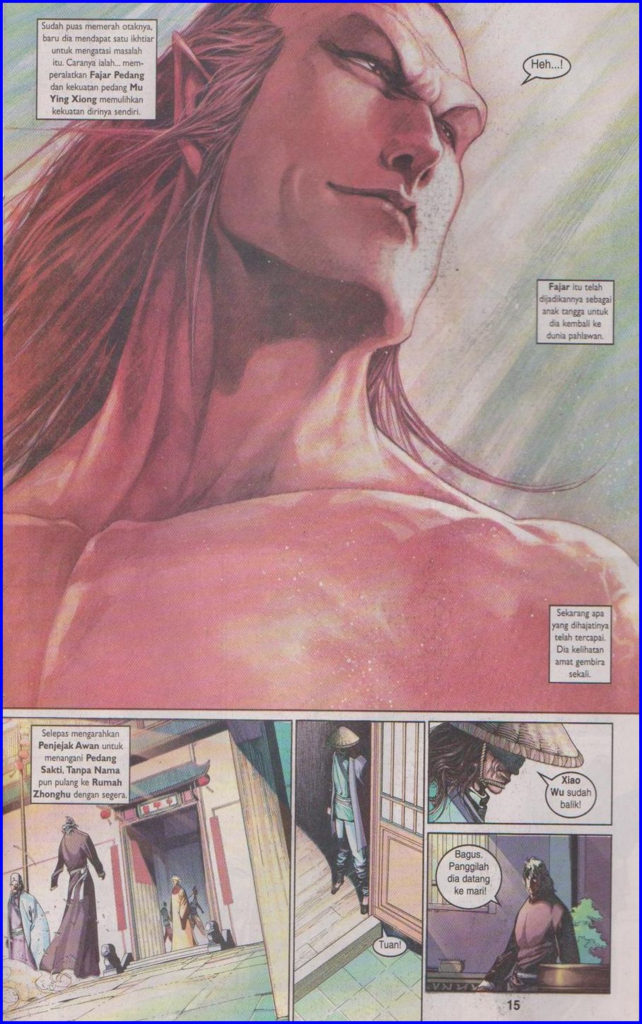 Sudah puas memerah otaknya,
baru dia mendapat satu ikhtiar
untuk mengatasi masalah
itu. Caranya ialah... mem-
peralatkan Fajar Pedang
dan kekuatan pedang Mu
Ying Xiong memulihkan
kekuatan dirinya sendiri.
Heh...!
Fajar itu telah
dijadikannya sebagai
anak tangga untuk
dia kembali ke
dunia pahlawan.
Sekarang apa
yang dihajatinya
telah tercapai.
Dia kelihatan
amat gembira
sekali.
Selepas mengarahkan
Penjejak Awan untuk
menangani Pedang
Sakti, Tanpa Nama
pun pulang ke Rumah
Zhonghu dengan segera.
Tuan!
Xiao
Wu sudah
balik!
Bagus.
Panggilah
dia datang
ke mari!
15